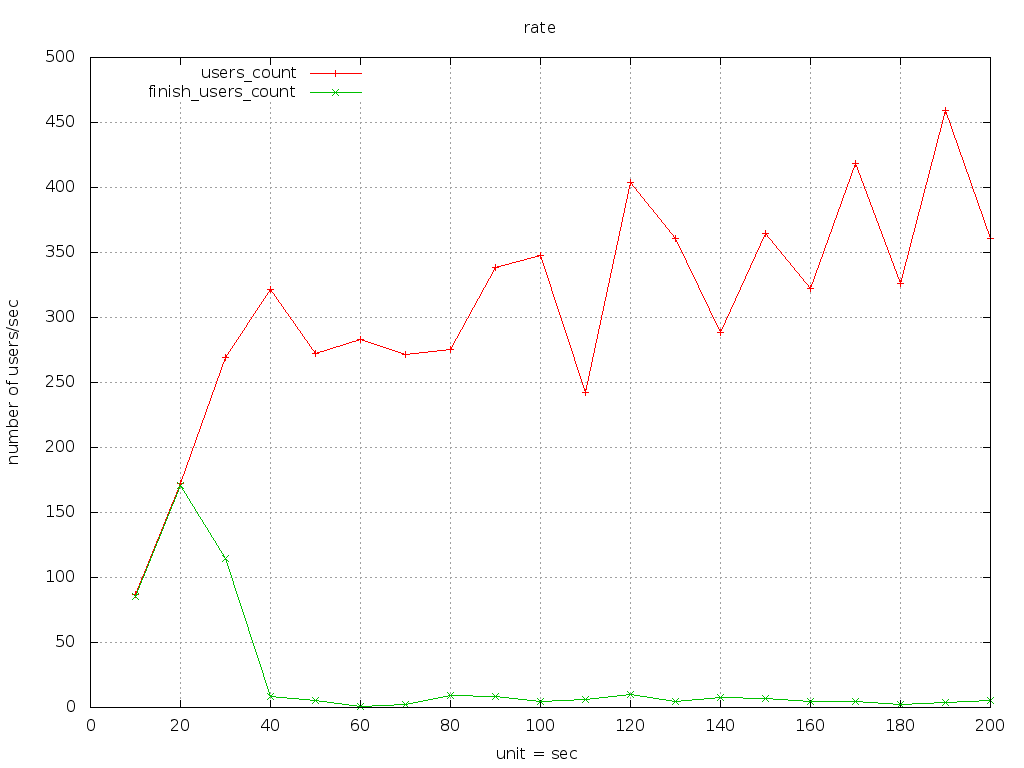 rate
users_count
finish_users_count
number of users/sec
500
450
400
350
300
250
200
150
100
50
0
0 20 40 60 80 100 120 140 160 180 200
unit = sec